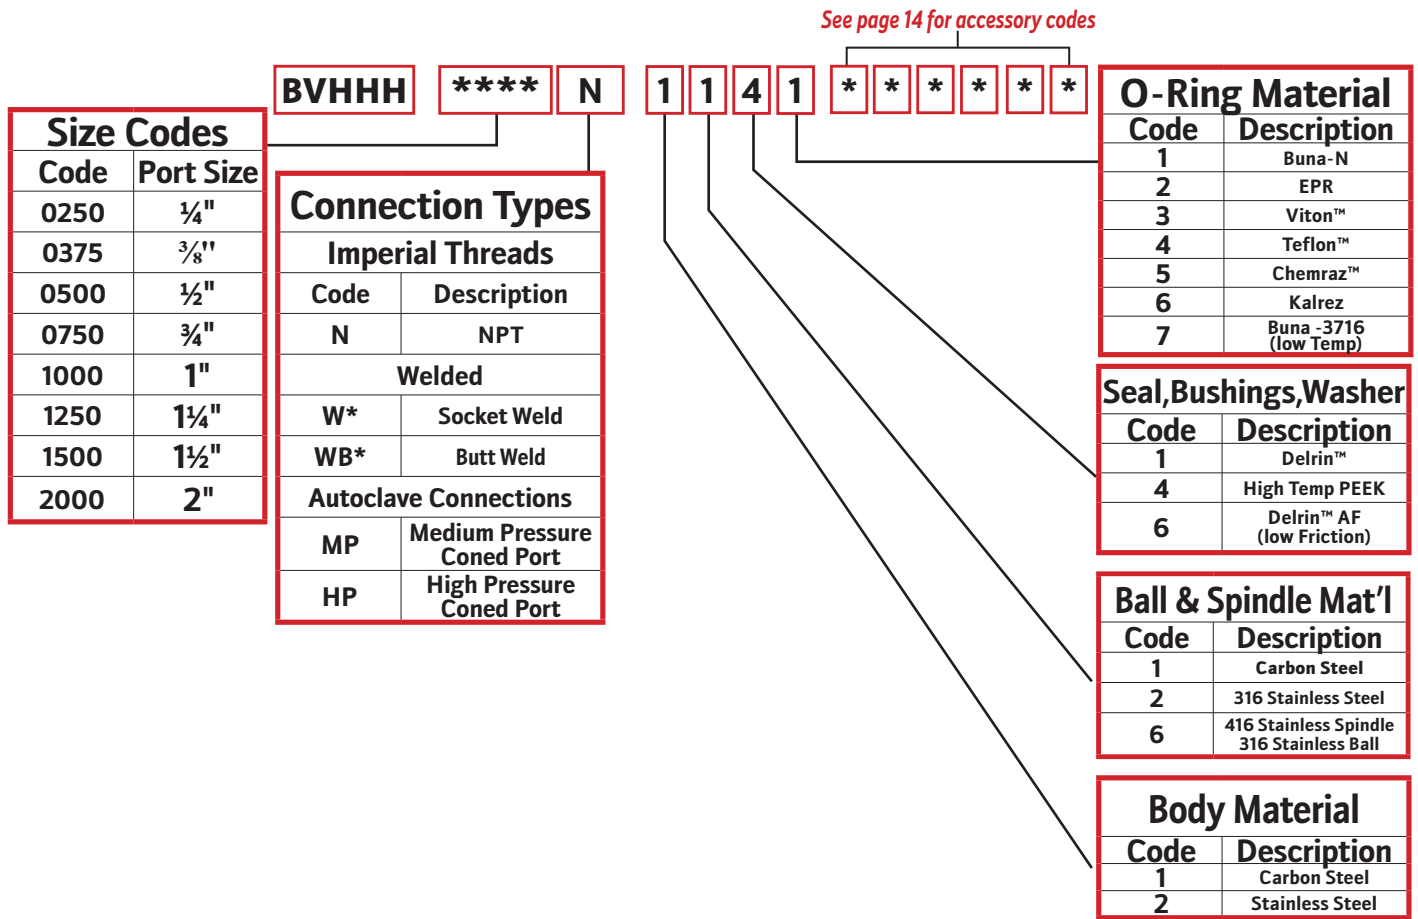 See page 14 for accessory codes
BVHHH **** N 1 1 4 1 * * * * * *
Size Codes
Code Port Size
0250 ¼"
0375 ⅜"
0500 ½"
0750 ¾"
1000 1"
1250 1¼"
1500 1½"
2000 2"
Connection Types
Imperial Threads
Code Description
N NPT
Welded
W* Socket Weld
WB* Butt Weld
Autoclave Connections
MP Medium Pressure
Coned Port
HP High Pressure
Coned Port
O-Ring Material
Code Description
1 Buna-N
2 EPR
3 Viton™
4 Teflon™
5 Chemraz™
6 Kalrez
7 Buna -3716
(low Temp)
Seal,Bushings,Washer
Code Description
1 Delrin™
4 High Temp PEEK
6 Delrin™ AF
(low Friction)
Ball & Spindle Mat'l
Code Description
1 Carbon Steel
2 316 Stainless Steel
6 416 Stainless Spindle
316 Stainless Ball
Body Material
Code Description
1 Carbon Steel
2 Stainless Steel